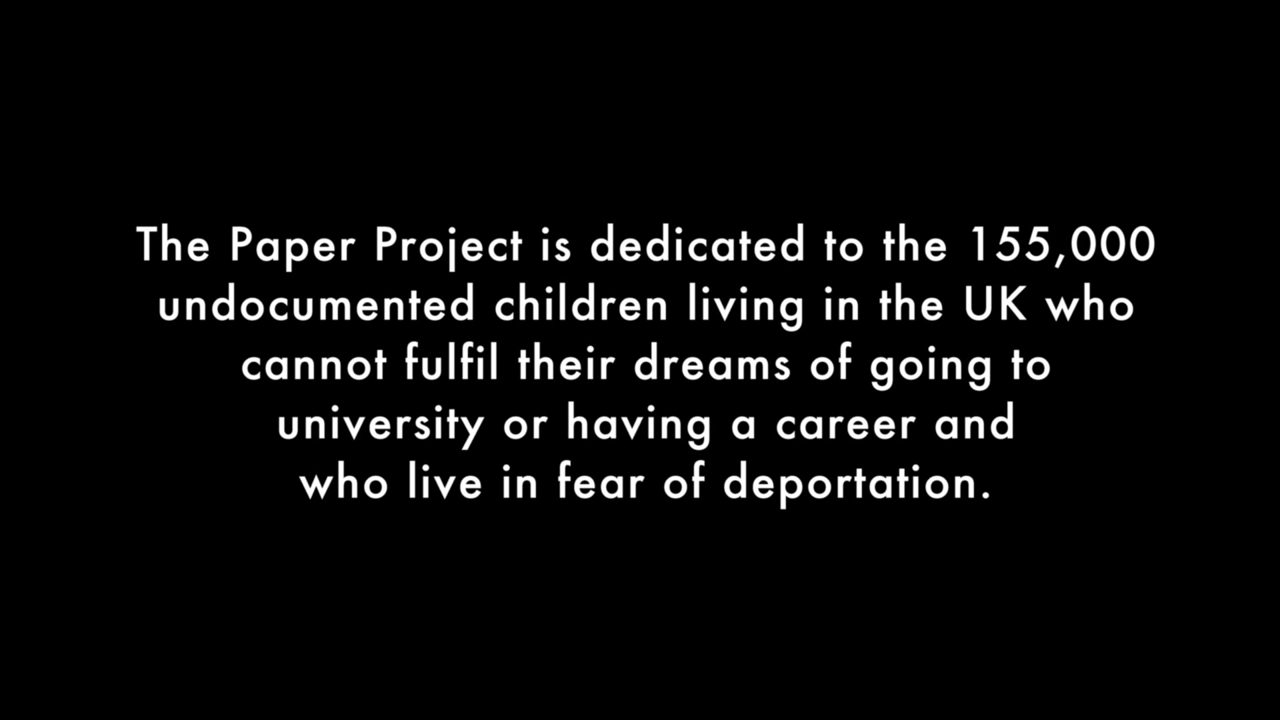 The Paper Project is dedicated to the 155,000
undocumented children living in the UK who
cannot fulfil their dreams of going to
university or having a career and
who live in fear of deportation.